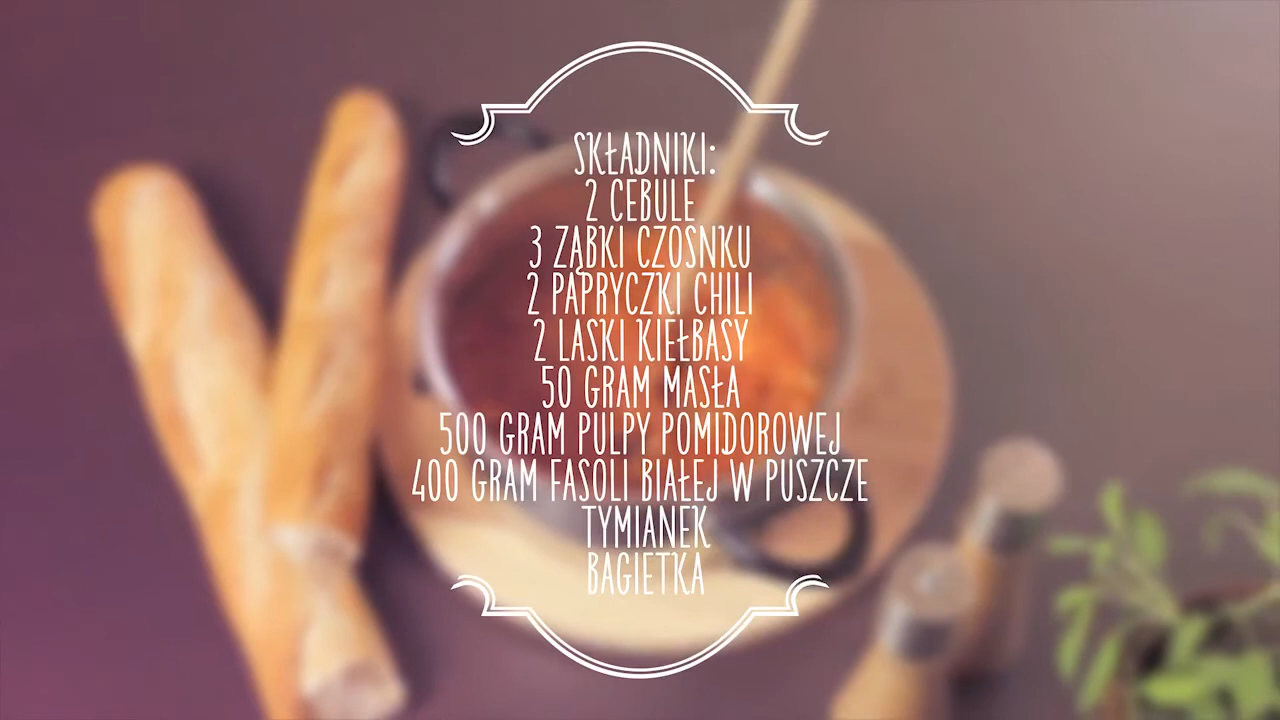 SKŁADNIKI:
2 CEBULE
3 ZĄBKI CZOSNKU
2 PAPRYCZKI CHILI
2 LASKI KIEŁBASY
50 GRAM MASŁA
500 GRAM PULPY POMIDOROWEJ
400 GRAM FASOLI BIAŁEJ W PUSZCZE
TYMIANEK
BAGIETKA